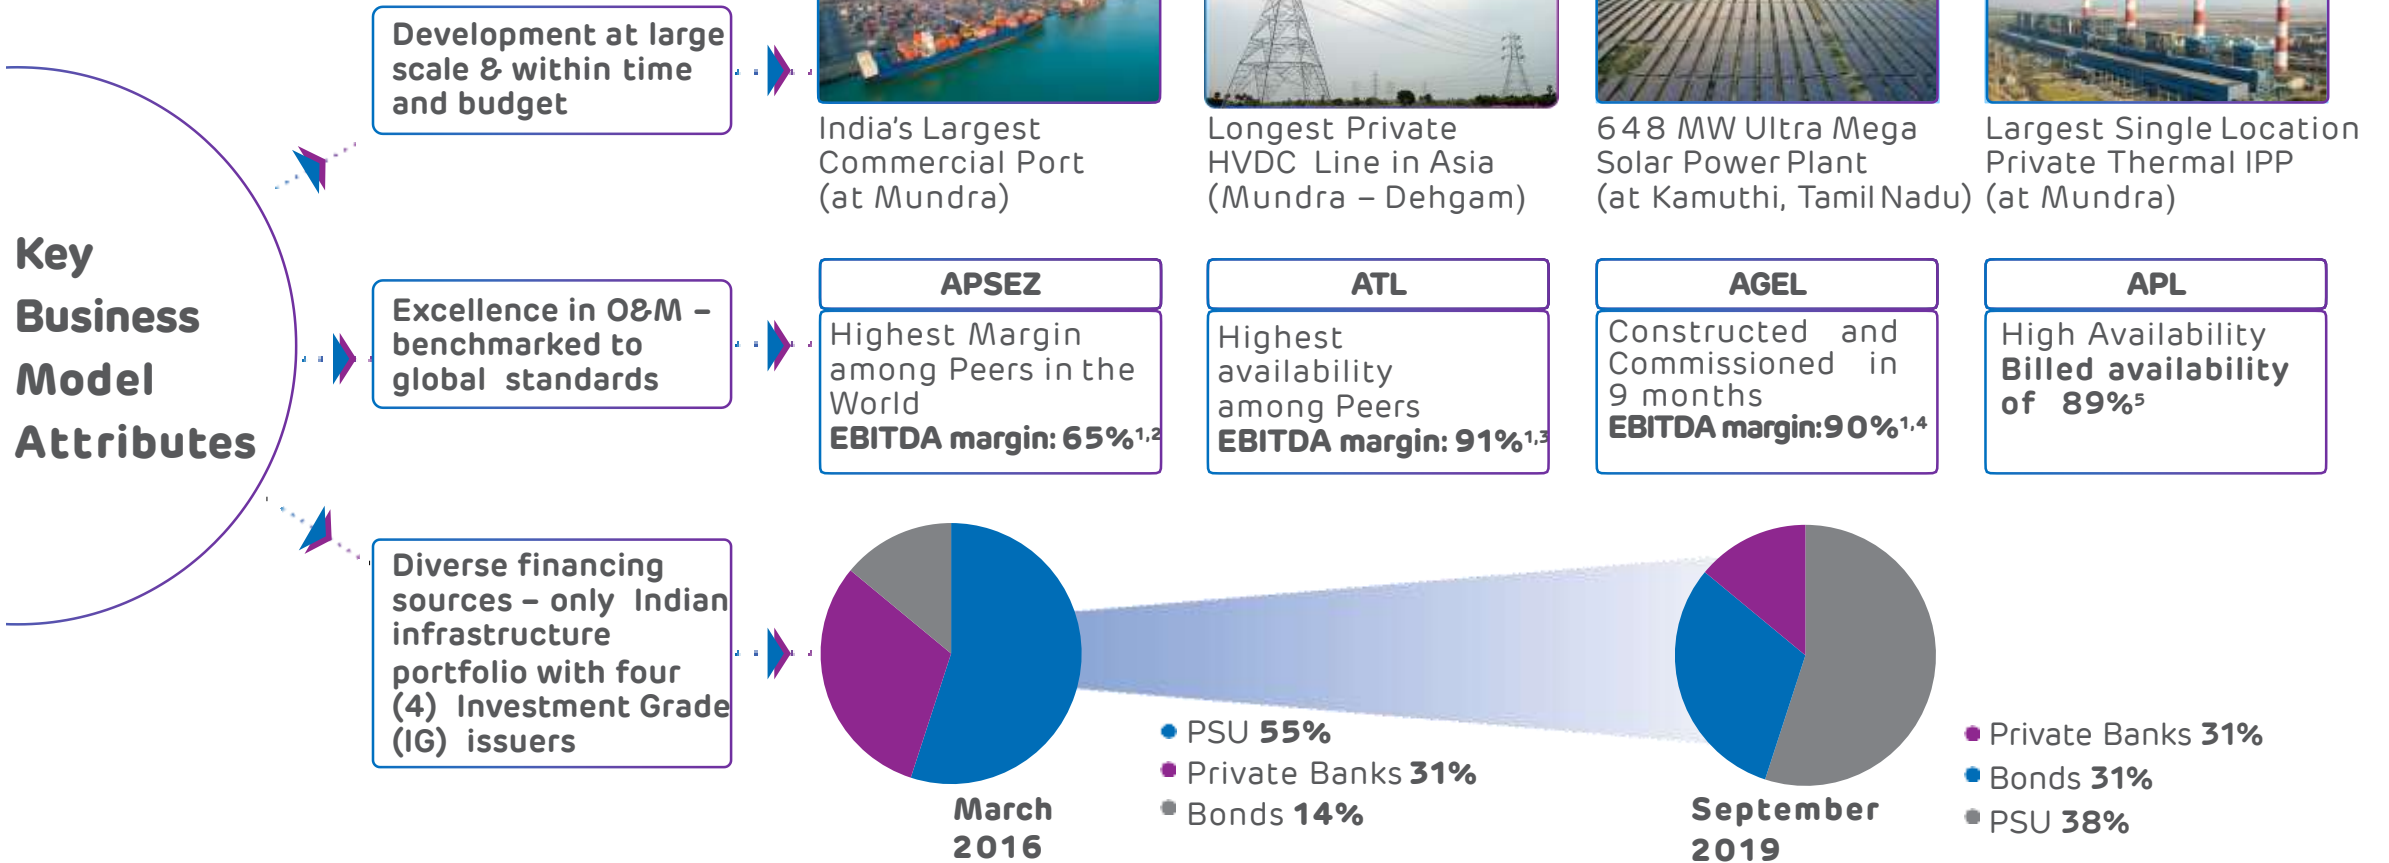 Key
Business
Model
Attributes
Development at large
scale & within time
and budget
India's Largest
Commercial Port
(at Mundra)
Longest Private
HVDC Line in Asia
(Mundra – Dehgam)
648 MW Ultra Mega
Solar Power Plant
(at Kamuthi, Tamil Nadu)
Largest Single Location
Private Thermal IPP
(at Mundra)
Excellence in O&M –
benchmarked to
global standards
APSEZ
Highest Margin
among Peers in the
World
EBITDA margin: 65%1,2
ATL
Highest
availability
among Peers
EBITDA margin: 91%1,3
AGEL
Constructed and
Commissioned in
9 months
EBITDA margin:90%1,4
APL
High Availability
Billed availability
of 89%5
Diverse financing
sources – only Indian
infrastructure
portfolio with four
(4) Investment Grade
(IG) issuers
PSU 55%
Private Banks 31%
Bonds 14%
March
2016
Private Banks 31%
Bonds 31%
PSU 38%
September
2019